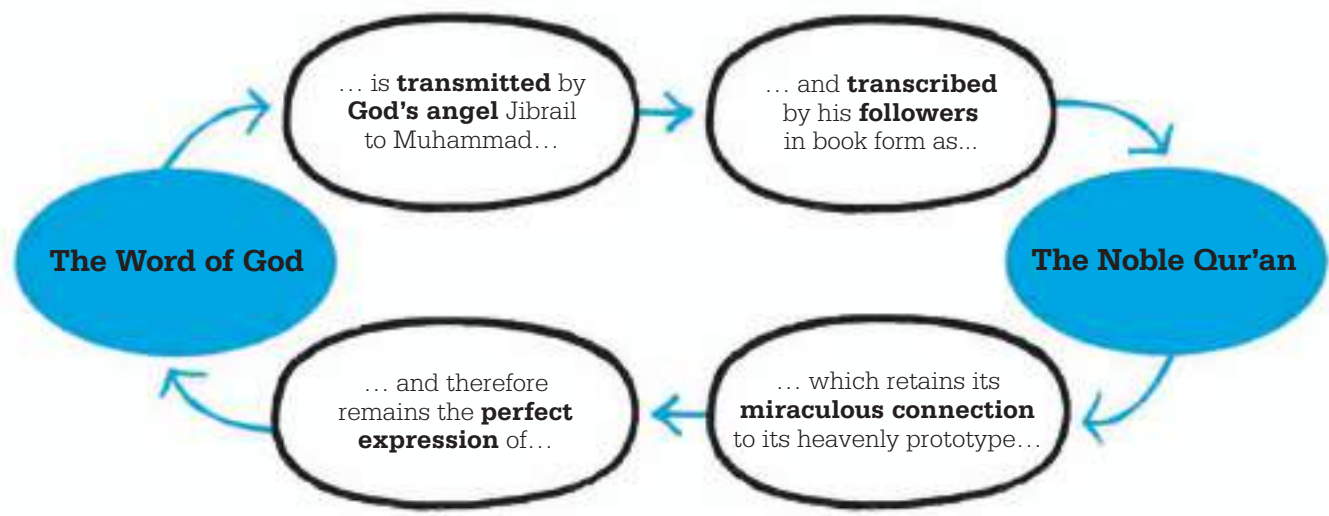 The Word of God
… is transmitted by
God’s angel Jibrail
to Muhammad…
… and transcribed
by his followers
in book form as...
The Noble Qur’an
… which retains its
miraculous connection
to its heavenly prototype…
… and therefore
remains the perfect
expression of…